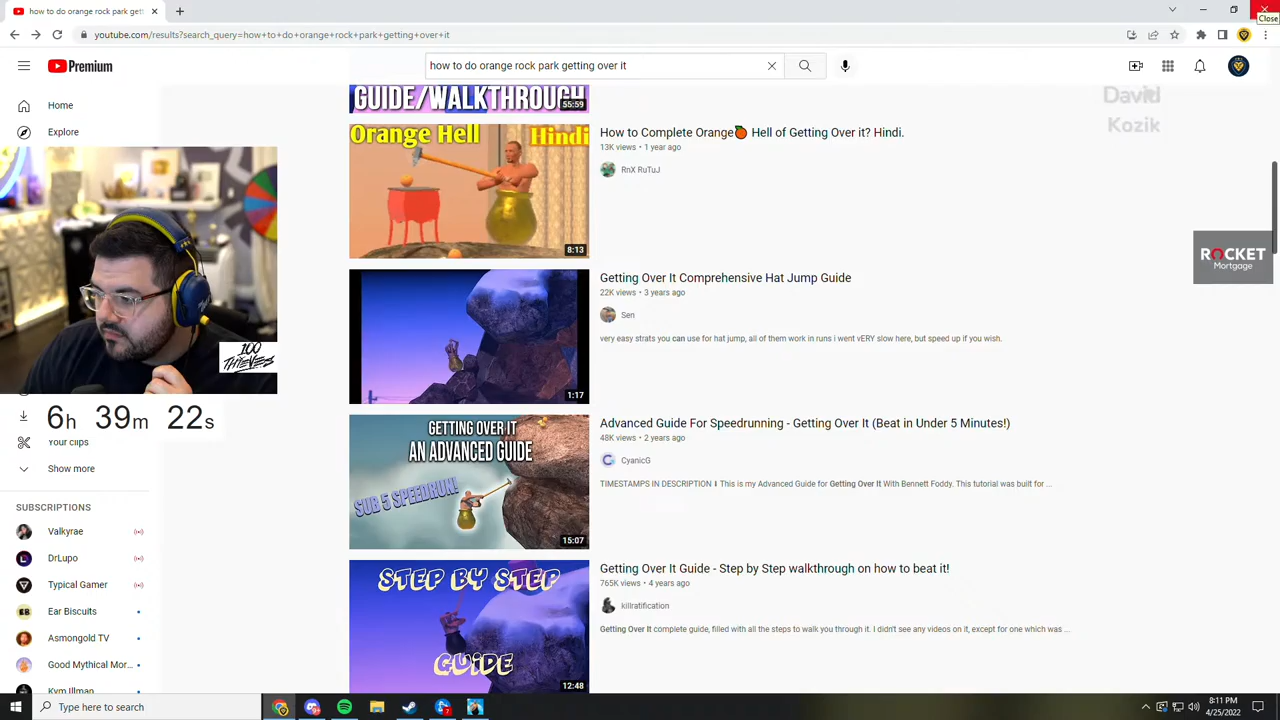 how to do orange rock park gett
Close
youtube.com/results?search_query=how+to+do+orange+rock+park+getting+over+it
Premium
how to do orange rock park getting over it
Home
Explore
David
Kozik
GUIDE/WALKTHROUGH
55:59
Orange Hell
Hindi
8:13
How to Complete Orange🍊 Hell of Getting Over it? Hindi.
13K views • 1 year ago
RnX RuTuJ
ROCKET
Mortgage
1:17
Getting Over It Comprehensive Hat Jump Guide
22K views • 3 years ago
Sen
very easy strats you can use for hat jump, all of them work in runs i went vERY slow here, but speed up if you wish.
100
THIEVES
6h 39m 22s
Your clips
Show more
GETTING OVER IT
AN ADVANCED GUIDE
SUB 5 SPEEDRUN!
15:07
Advanced Guide For Speedrunning - Getting Over It (Beat in Under 5 Minutes!)
48K views • 2 years ago
CyanicG
TIMESTAMPS IN DESCRIPTION ⬇ This is my Advanced Guide for Getting Over It With Bennett Foddy. This tutorial was built for ...
SUBSCRIPTIONS
Valkyrae
DrLupo
Typical Gamer
Ear Biscuits
Asmongold TV
Good Mythical Mor...
Kym Illman
STEP BY STEP
GUIDE
12:48
Getting Over It Guide - Step by Step walkthrough on how to beat it!
765K views • 4 years ago
killratification
Getting Over It complete guide, filled with all the steps to walk you through it. I didn't see any videos on it, except for one which was ...
Type here to search
8:11 PM
4/25/2022